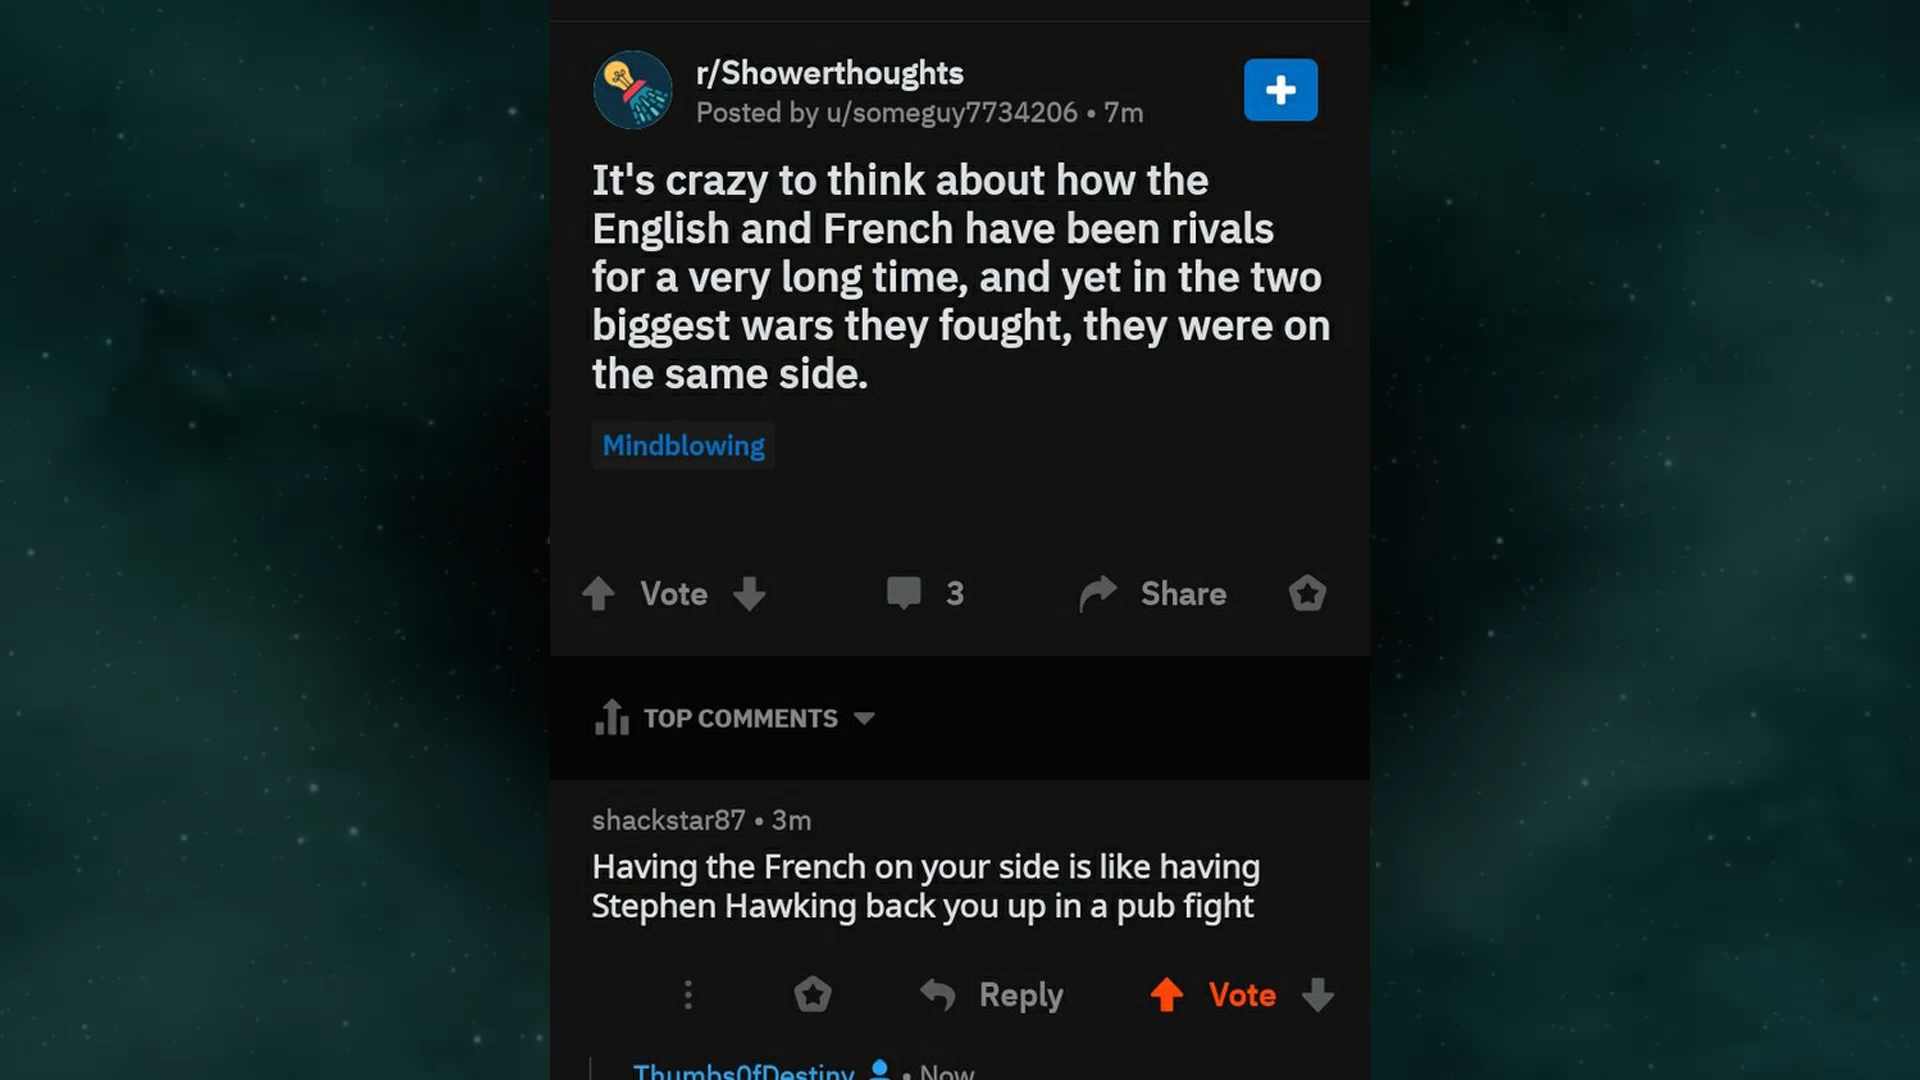 r/Showerthoughts
Posted by u/someguy7734206 • 7m
It's crazy to think about how the
English and French have been rivals
for a very long time, and yet in the two
biggest wars they fought, they were on
the same side.
Mindblowing
Vote
3
Share
TOP COMMENTS
shackstar87 • 3m
Having the French on your side is like having
Stephen Hawking back you up in a pub fight
Reply
Vote
ThumbsOfDestiny • Now